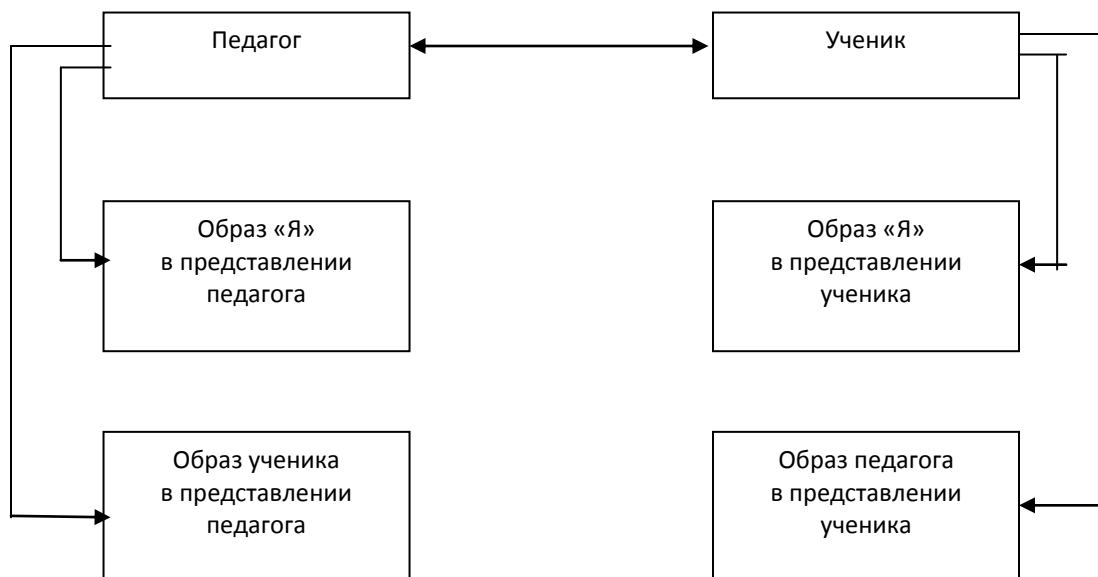 Педагог
Ученик
Образ «Я»
в представлении
педагога
Образ «Я»
в представлении
ученика
Образ ученика
в представлении
педагога
Образ педагога
в представлении
ученика